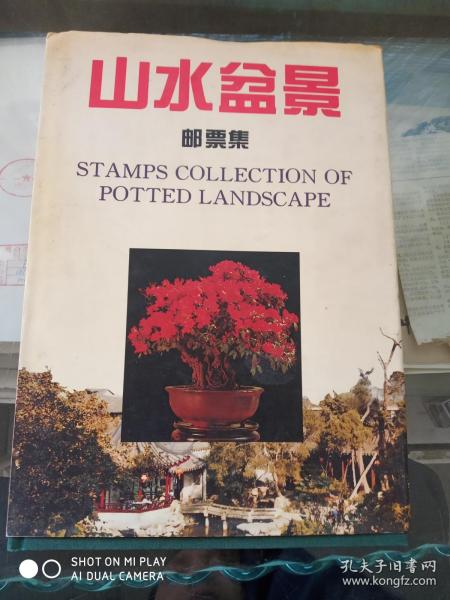 山水盆景
邮票集
STAMPS COLLECTION OF
POTTED LANDSCAPE
SHOT ON MI PLAY
AI DUAL CAMERA
孔夫子旧书网
www.kongfz.com